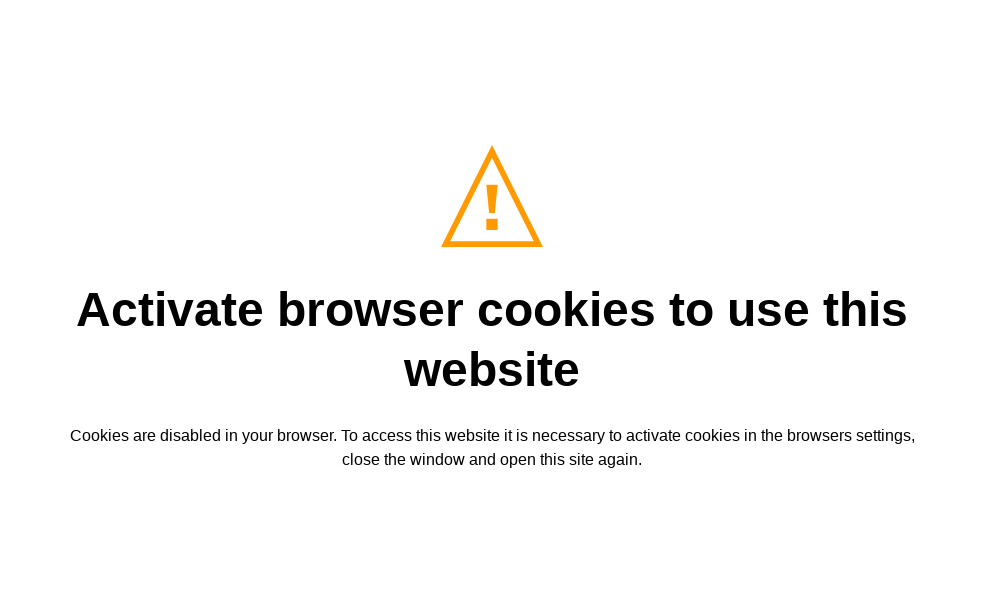 !
Activate browser cookies to use this
website
Cookies are disabled in your browser. To access this website it is necessary to activate cookies in the browsers settings,
close the window and open this site again.